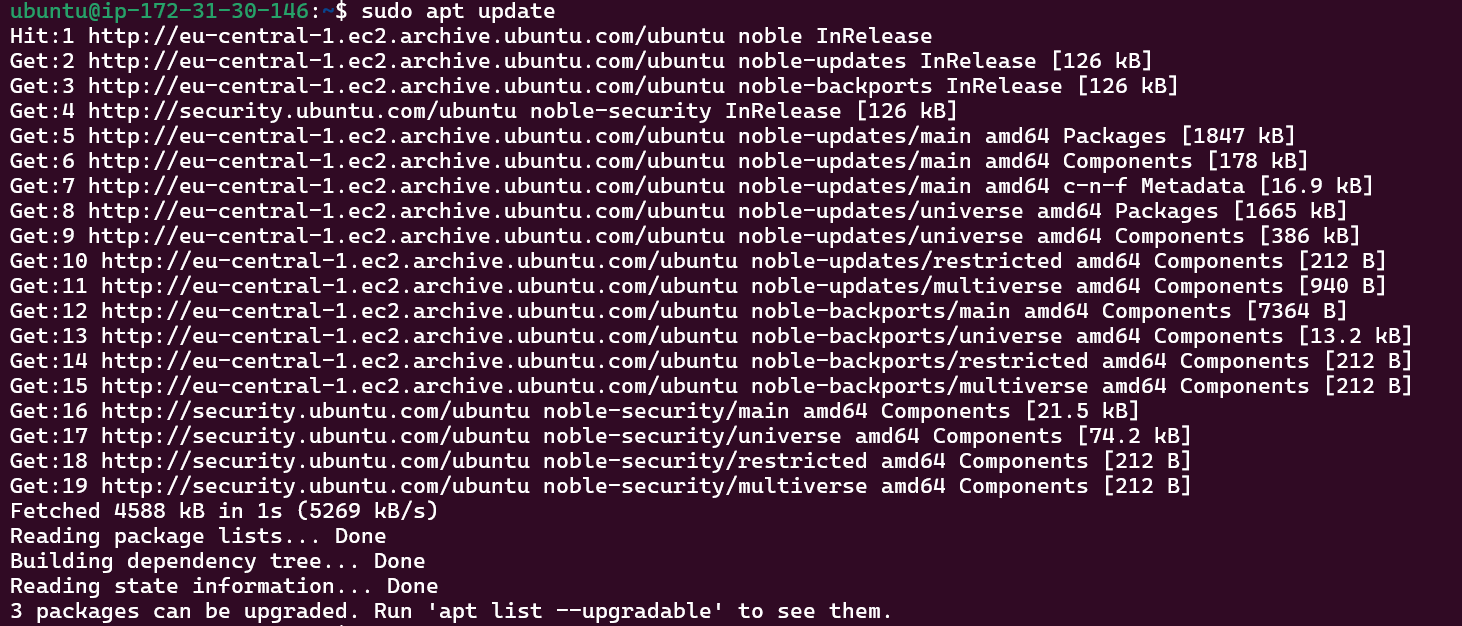 ubuntu@ip-172-31-30-146:~$ sudo apt update
Hit:1 http://eu-central-1.ec2.archive.ubuntu.com/ubuntu noble InRelease
Get:2 http://eu-central-1.ec2.archive.ubuntu.com/ubuntu noble-updates InRelease [126 kB]
Get:3 http://eu-central-1.ec2.archive.ubuntu.com/ubuntu noble-backports InRelease [126 kB]
Get:4 http://security.ubuntu.com/ubuntu noble-security InRelease [126 kB]
Get:5 http://eu-central-1.ec2.archive.ubuntu.com/ubuntu noble-updates/main amd64 Packages [1847 kB]
Get:6 http://eu-central-1.ec2.archive.ubuntu.com/ubuntu noble-updates/main amd64 Components [178 kB]
Get:7 http://eu-central-1.ec2.archive.ubuntu.com/ubuntu noble-updates/main amd64 c-n-f Metadata [16.9 kB]
Get:8 http://eu-central-1.ec2.archive.ubuntu.com/ubuntu noble-updates/universe amd64 Packages [1665 kB]
Get:9 http://eu-central-1.ec2.archive.ubuntu.com/ubuntu noble-updates/universe amd64 Components [386 kB]
Get:10 http://eu-central-1.ec2.archive.ubuntu.com/ubuntu noble-updates/restricted amd64 Components [212 B]
Get:11 http://eu-central-1.ec2.archive.ubuntu.com/ubuntu noble-updates/multiverse amd64 Components [940 B]
Get:12 http://eu-central-1.ec2.archive.ubuntu.com/ubuntu noble-backports/main amd64 Components [7364 B]
Get:13 http://eu-central-1.ec2.archive.ubuntu.com/ubuntu noble-backports/universe amd64 Components [13.2 kB]
Get:14 http://eu-central-1.ec2.archive.ubuntu.com/ubuntu noble-backports/restricted amd64 Components [212 B]
Get:15 http://eu-central-1.ec2.archive.ubuntu.com/ubuntu noble-backports/multiverse amd64 Components [212 B]
Get:16 http://security.ubuntu.com/ubuntu noble-security/main amd64 Components [21.5 kB]
Get:17 http://security.ubuntu.com/ubuntu noble-security/universe amd64 Components [74.2 kB]
Get:18 http://security.ubuntu.com/ubuntu noble-security/restricted amd64 Components [212 B]
Get:19 http://security.ubuntu.com/ubuntu noble-security/multiverse amd64 Components [212 B]
Fetched 4588 kB in 1s (5269 kB/s)
Reading package lists... Done
Building dependency tree... Done
Reading state information... Done
3 packages can be upgraded. Run 'apt list --upgradable' to see them.